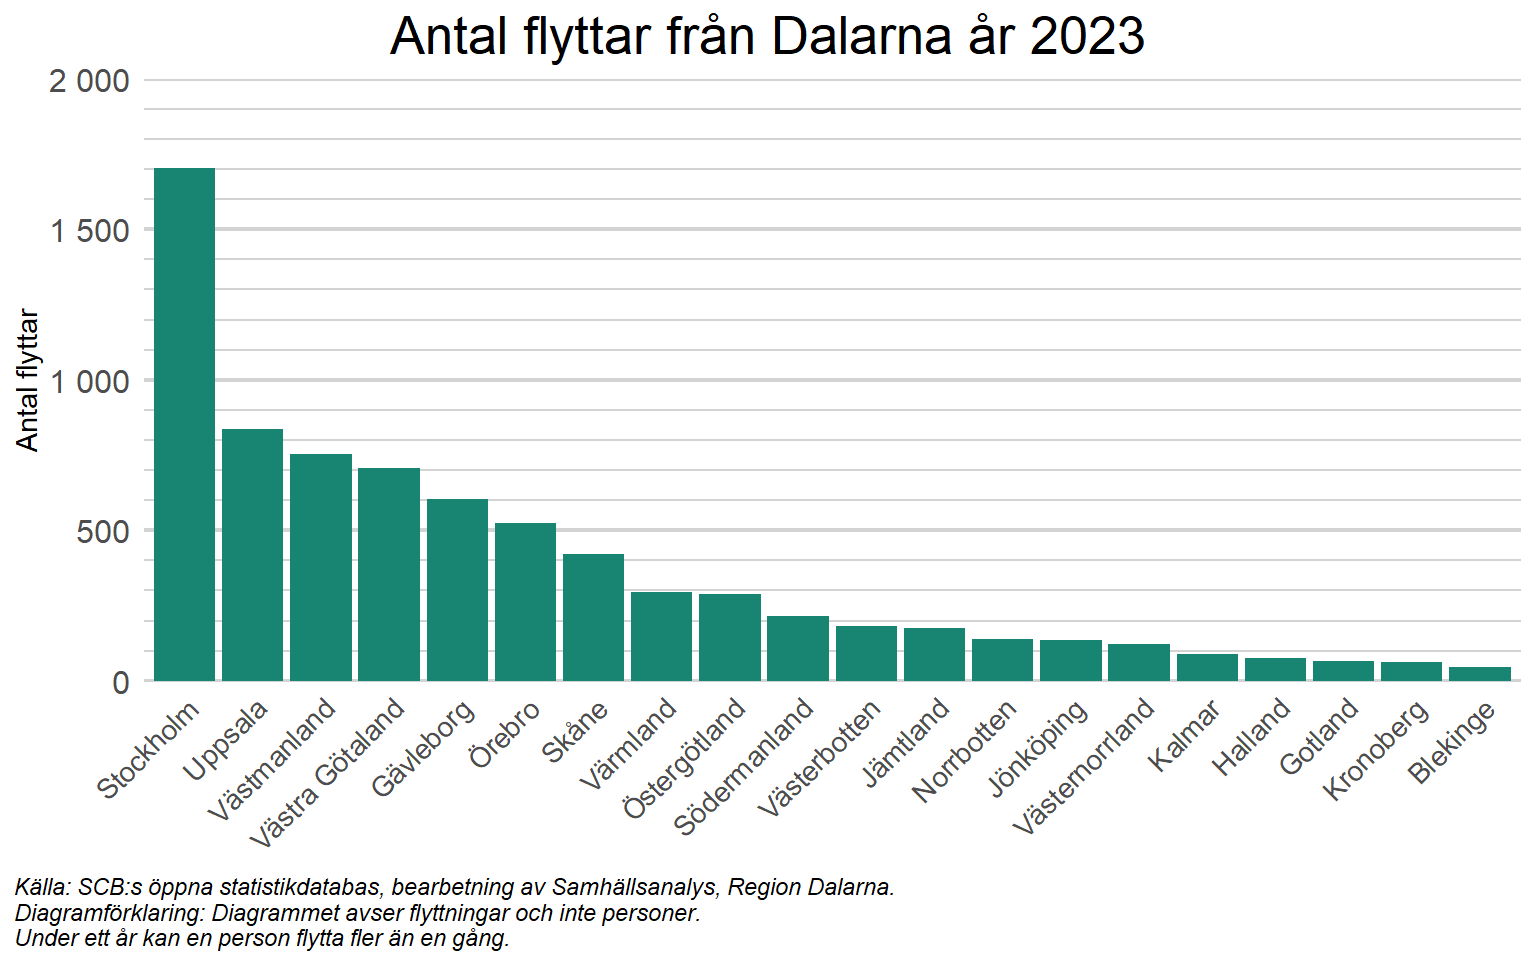 Antal flyttar från Dalarna år 2023
2 000
1 500
1 000
500
0
Antal flyttar
Stockholm
Uppsala
Västmanland
Västra Götaland
Gävleborg
Örebro
Skåne
Värmland
Östergötland
Södermanland
Västerbotten
Jämtland
Norrbotten
Jönköping
Västernorrland
Kalmar
Halland
Gotland
Kronoberg
Blekinge
Källa: SCB:s öppna statistikdatabas, bearbetning av Samhällsanalys, Region Dalarna.
Diagramförklaring: Diagrammet avser flyttningar och inte personer.
Under ett år kan en person flytta fler än en gång.